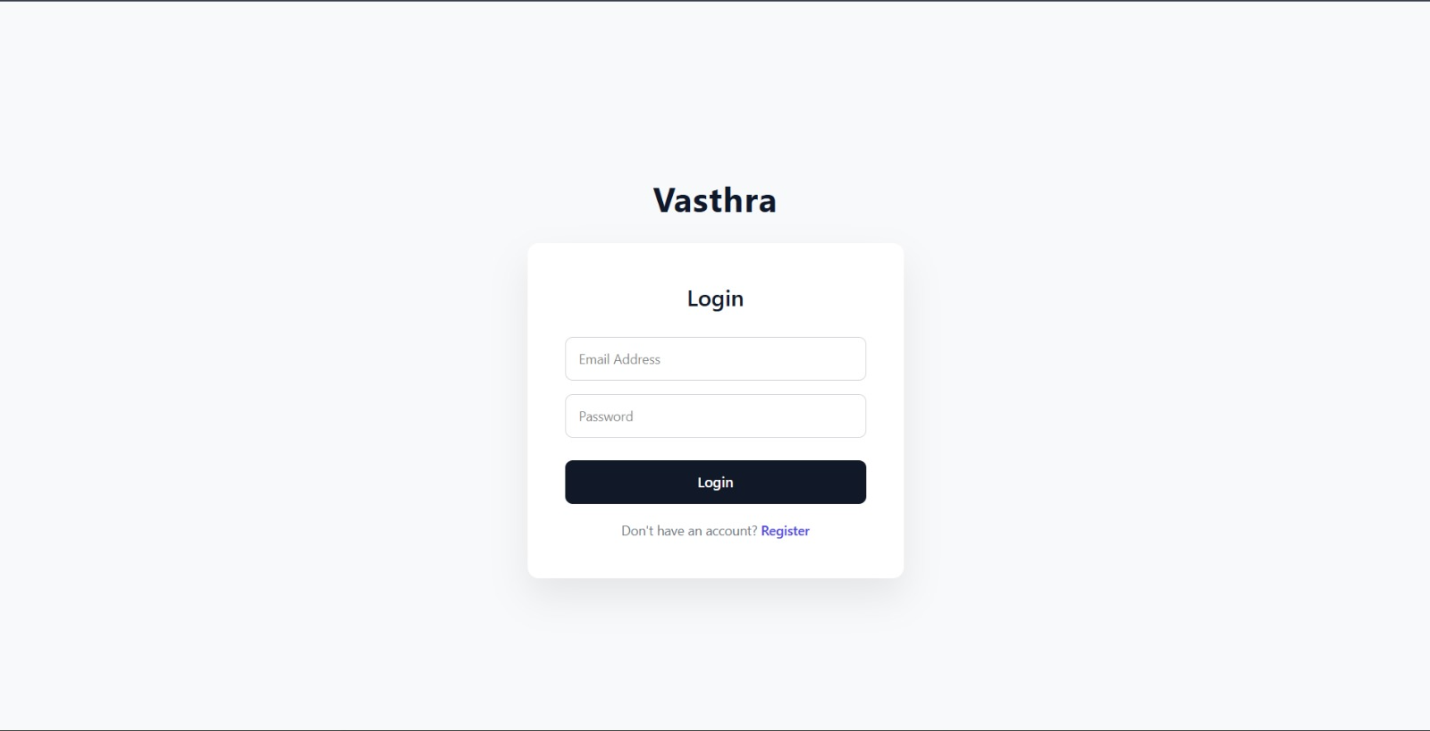 Vasthra
Login
Email Address
Password
Login
Don't have an account? Register